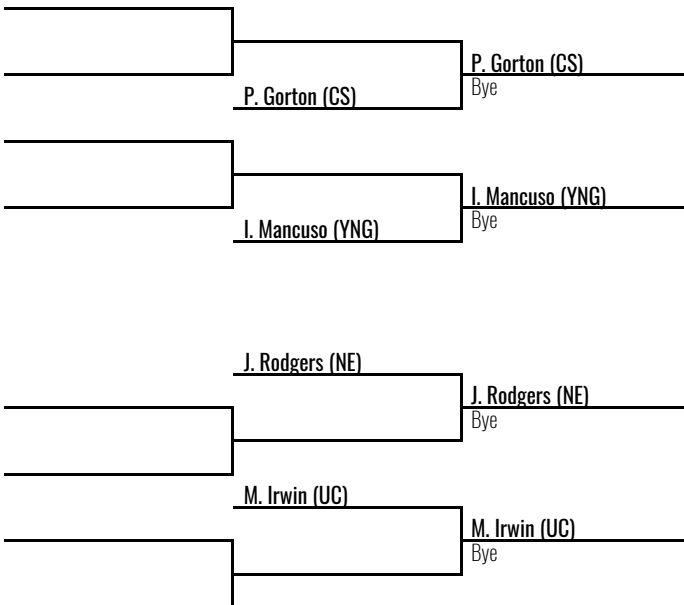 P. Gorton (CS)
Bye
P. Gorton (CS)
I. Mancuso (YNG)
Bye
I. Mancuso (YNG)
J. Rodgers (NE)
J. Rodgers (NE)
Bye
M. Irwin (UC)
M. Irwin (UC)
Bye